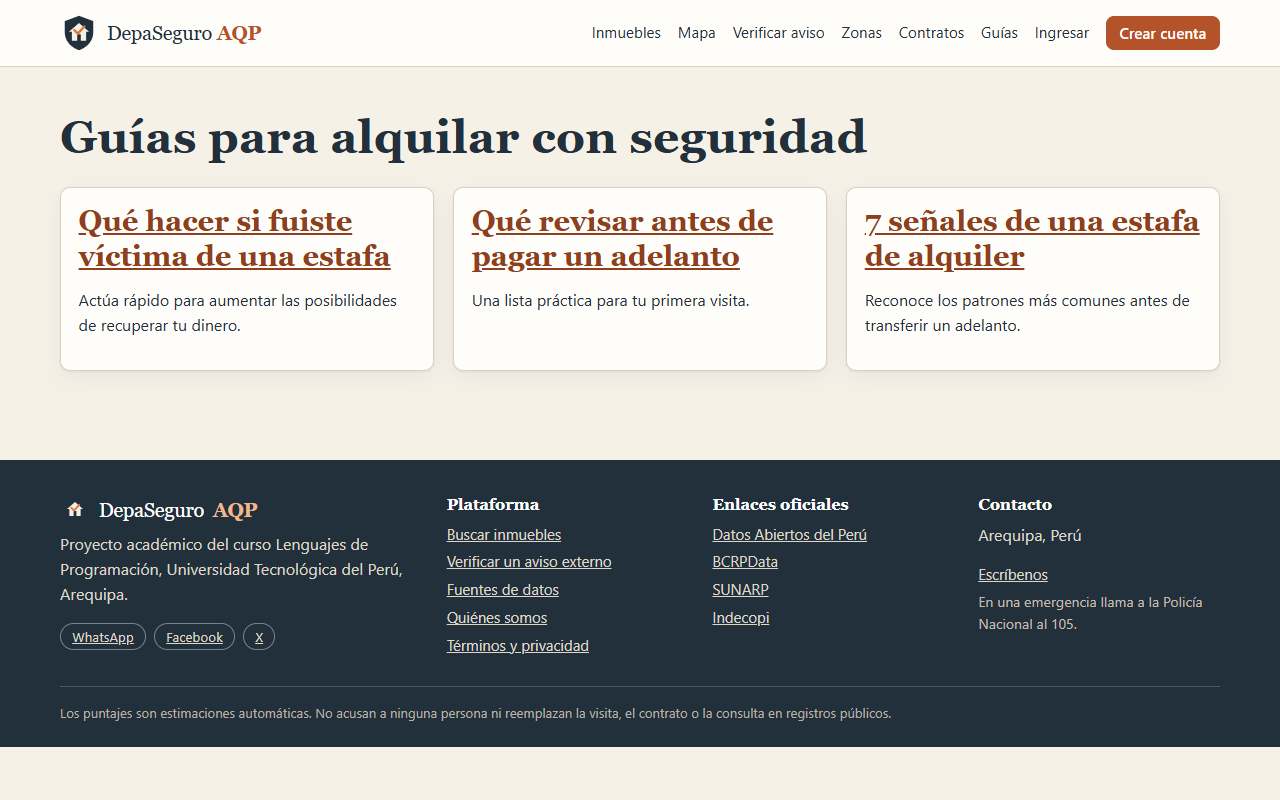 DepaSeguro AQP
Inmuebles Mapa Verificar aviso Zonas Contratos Guías Ingresar Crear cuenta
Guías para alquilar con seguridad
Qué hacer si fuiste
víctima de una estafa
Actúa rápido para aumentar las posibilidades
de recuperar tu dinero.
Qué revisar antes de
pagar un adelanto
Una lista práctica para tu primera visita.
7 señales de una estafa
de alquiler
Reconoce los patrones más comunes antes de
transferir un adelanto.
DepaSeguro AQP
Proyecto académico del curso Lenguajes de
Programación, Universidad Tecnológica del Perú,
Arequipa.
WhatsApp Facebook X
Plataforma
Buscar inmuebles
Verificar un aviso externo
Fuentes de datos
Quiénes somos
Términos y privacidad
Enlaces oficiales
Datos Abiertos del Perú
BCRPData
SUNARP
Indecopi
Contacto
Arequipa, Perú
Escríbenos
En una emergencia llama a la Policía
Nacional al 105.
Los puntajes son estimaciones automáticas. No acusan a ninguna persona ni reemplazan la visita, el contrato o la consulta en registros públicos.